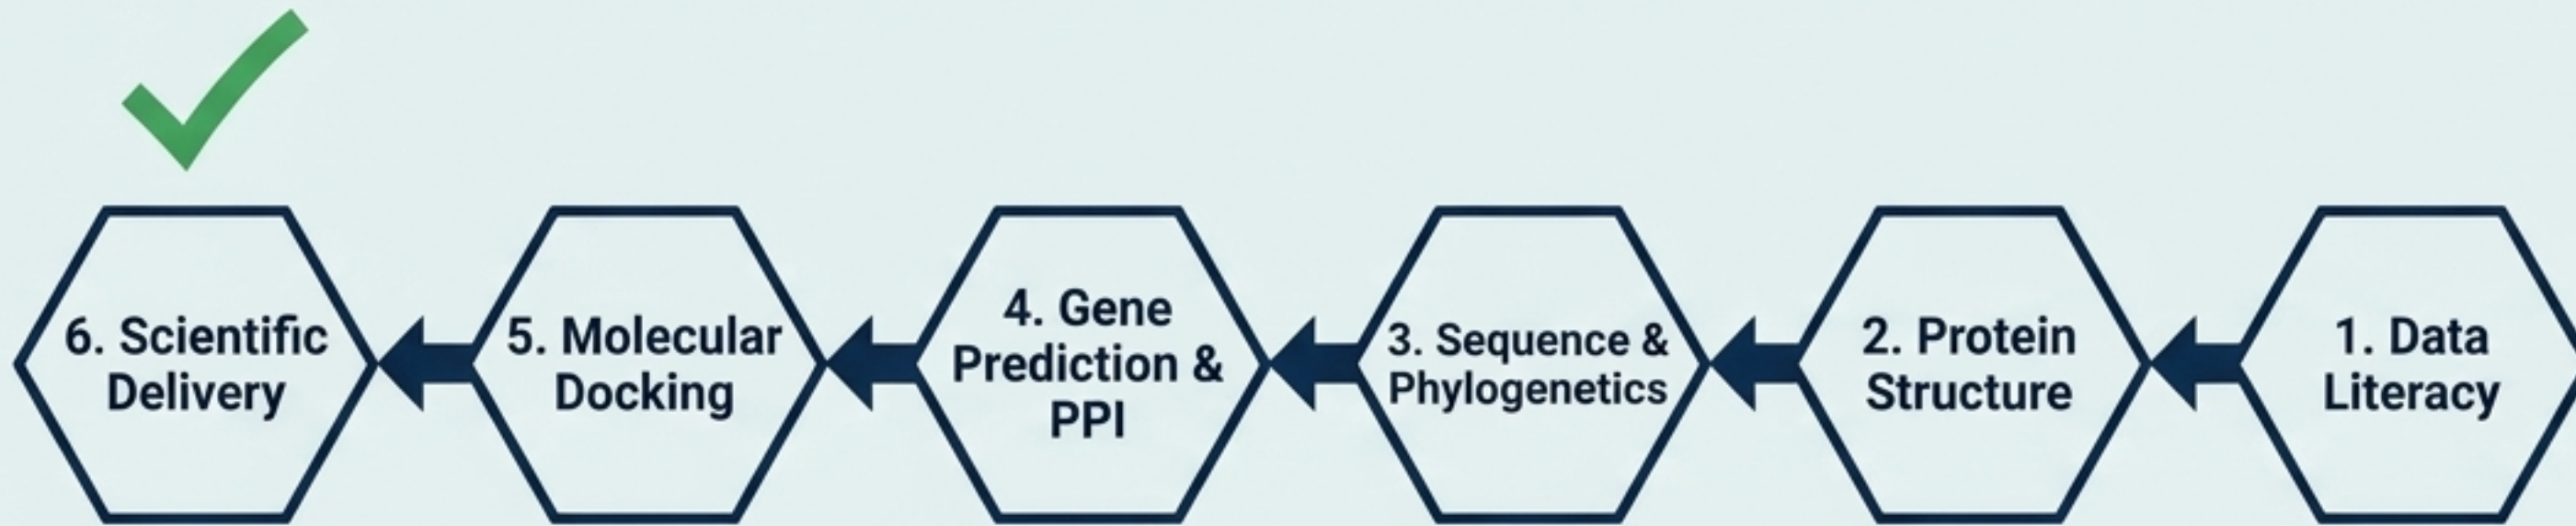 6. Scientific
Delivery
5. Molecular
Docking
4. Gene
Prediction &
PPI
3. Sequence &
Phylogenetics
2. Protein
Structure
1. Data
Literacy